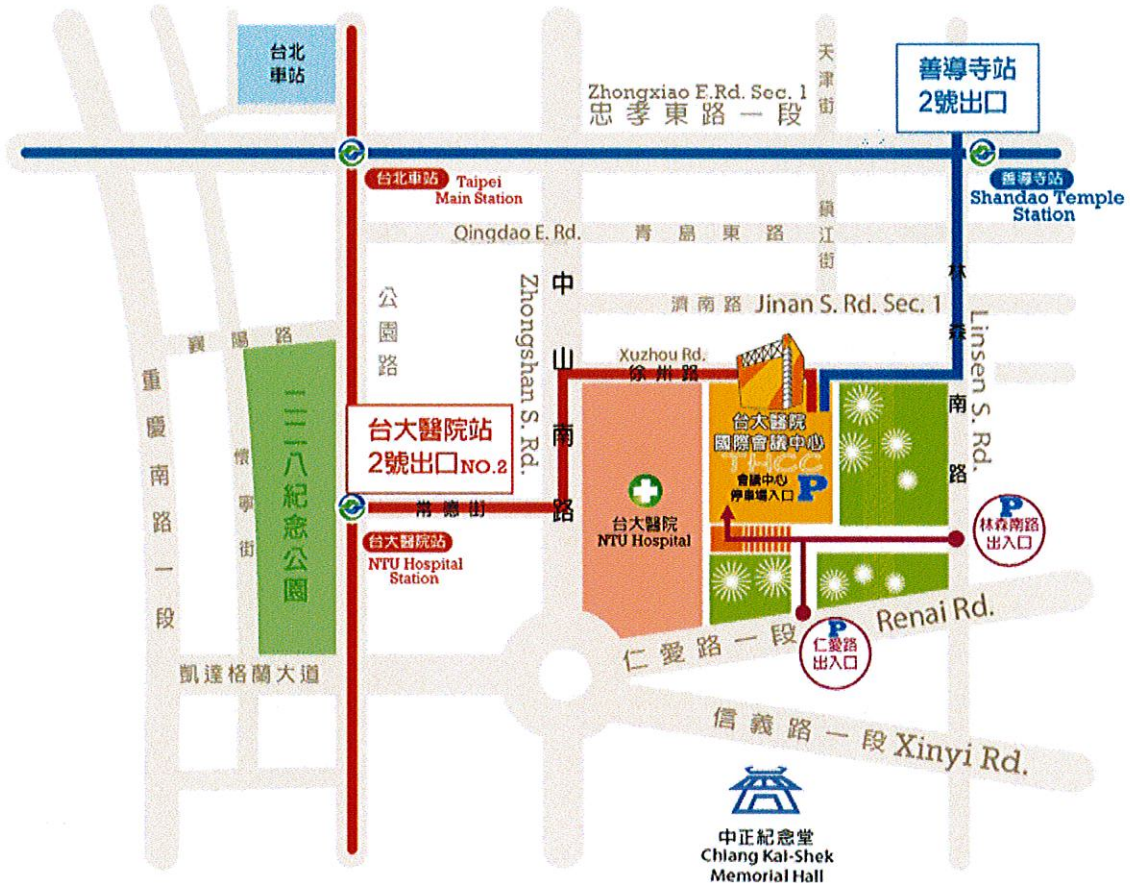 台北
車站
天津街
善導寺站
2號出口
Zhongxiao E.Rd. Sec. 1
忠孝東路一段
台北車站 Taipei
Main Station
善導寺站
Shandao Temple
Station
Qingdao E. Rd. 青島東路
鎮江街
公園路
Zhongshan S. Rd.
中山南路
濟南路 Jinan S. Rd. Sec. 1
林森南路
Linsen S. Rd.
襄陽路
Xuzhou Rd.
徐州路
重慶南路一段
懷寧街
二二八紀念公園
台大醫院站
2號出口NO.2
常德街
台大醫院站
NTU Hospital
Station
台大醫院
NTU Hospital
台大醫院
國際會議中心
THCC
會議中心
停車場入口 P
P
林森南路
出入口
Renai Rd.
仁愛路一段
P
仁愛路
出入口
凱達格蘭大道
信義路一段 Xinyi Rd.
中正紀念堂
Chiang Kai-Shek
Memorial Hall